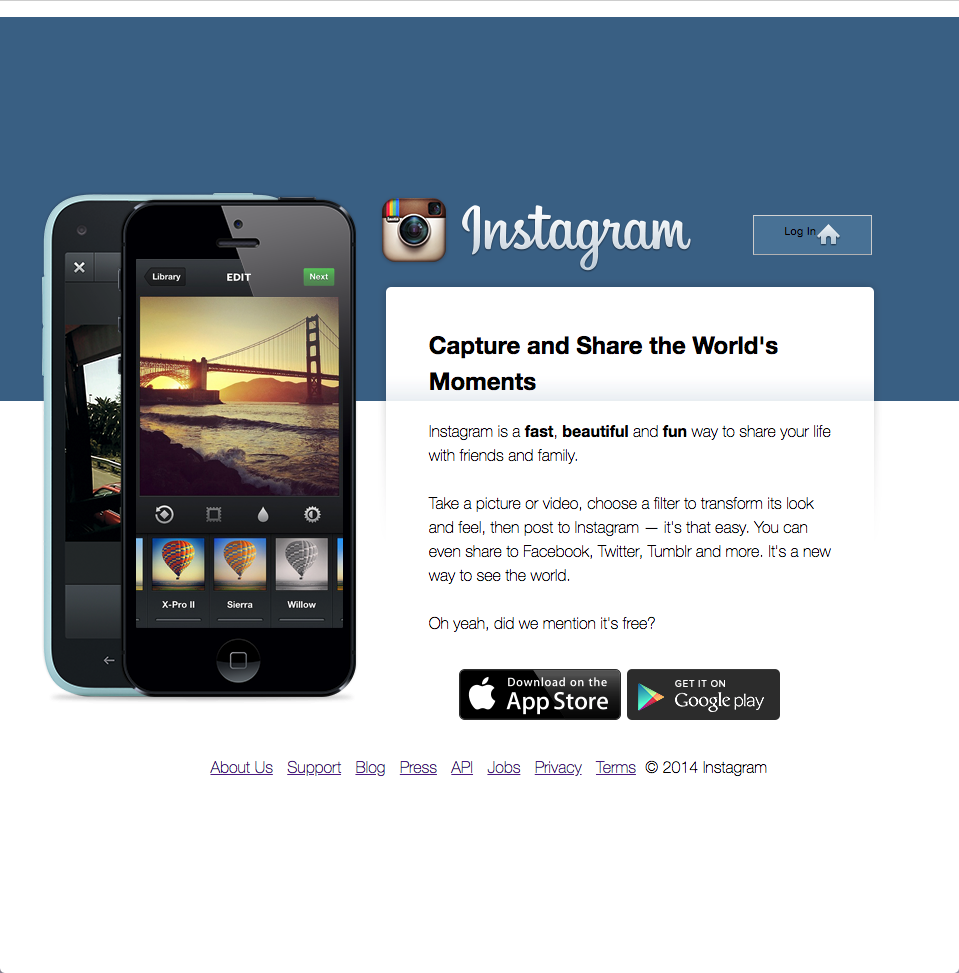 Instagram
Log In
Library
EDIT
Next
X-Pro II
Sierra
Willow
Capture and Share the World's
Moments
Instagram is a fast, beautiful and fun way to share your life
with friends and family.
Take a picture or video, choose a filter to transform its look
and feel, then post to Instagram — it's that easy. You can
even share to Facebook, Twitter, Tumblr and more. It's a new
way to see the world.
Oh yeah, did we mention it's free?
Download on the
App Store
GET IT ON
Google play
About Us Support Blog Press API Jobs Privacy Terms © 2014 Instagram